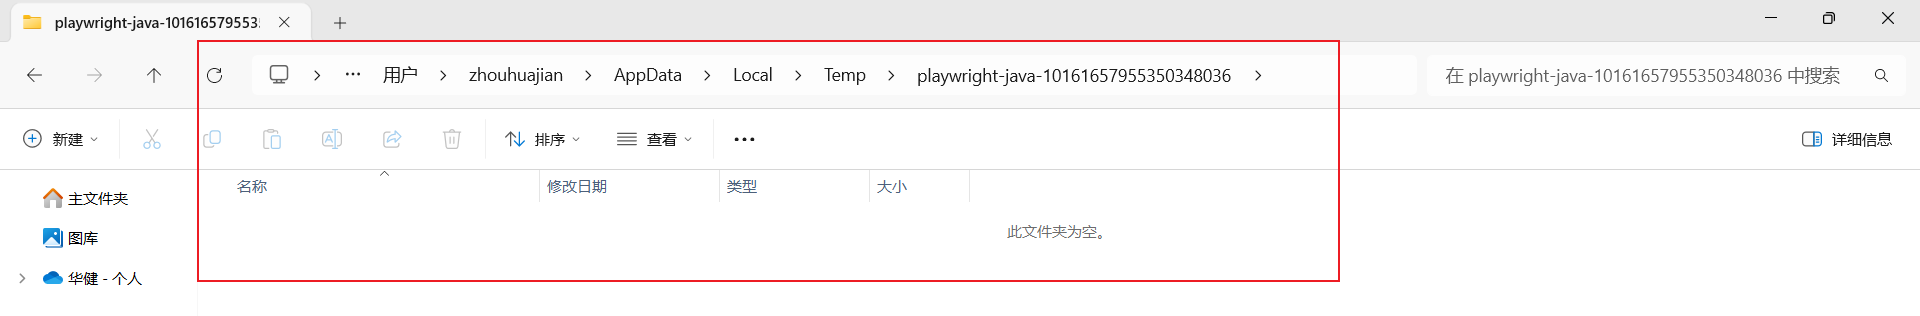 playwright-java-101616579553
用户 zhouhuajian AppData Local Temp playwright-java-10161657955350348036
在 playwright-java-10161657955350348036 中搜索
新建 排序 查看 详细信息
名称 修改日期 类型 大小
主文件夹
此文件夹为空。
图库
华健 - 个人